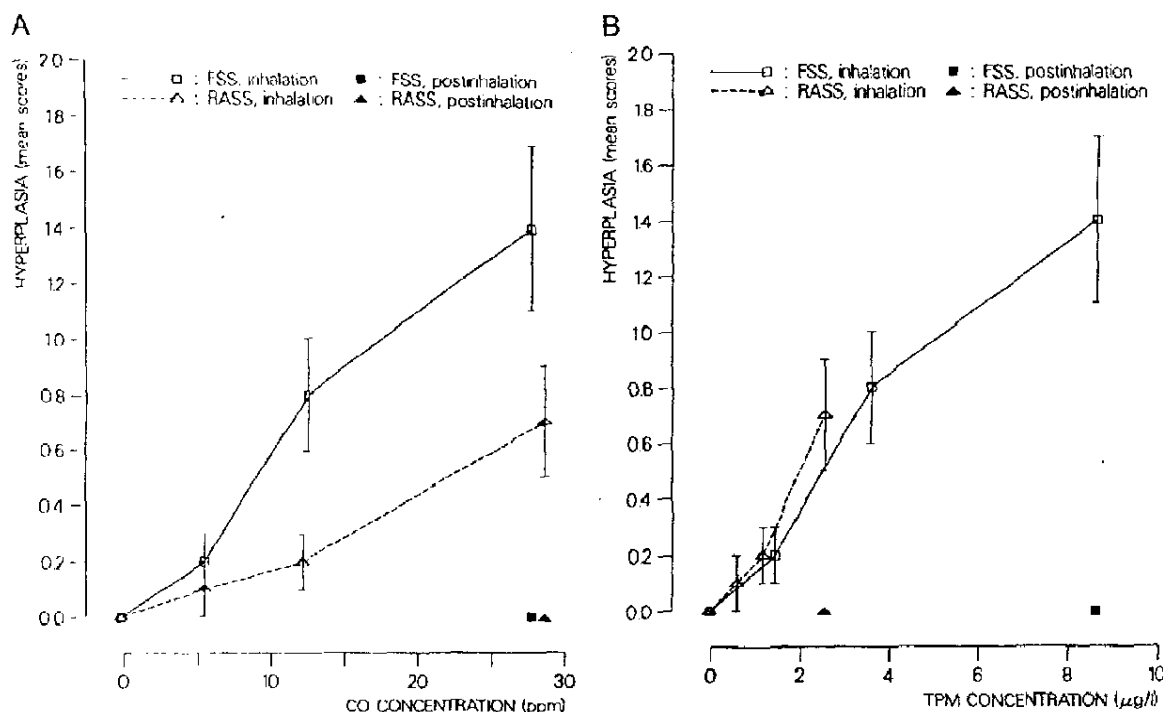 A
B
HYPERPLASIA (mean scores)
2.0
1.8
1.6
1.4
1.2
1.0
0.8
0.6
0.4
0.2
0.0
: FSS, inhalation
: FSS, postinhalation
: RASS, inhalation
: RASS, postinhalation
0 10 20 30
CO CONCENTRATION (ppm)
HYPERPLASIA (mean scores)
2.0
1.8
1.6
1.4
1.2
1.0
0.8
0.6
0.4
0.2
0.0
: FSS, inhalation
: FSS, postinhalation
: RASS, inhalation
: RASS, postinhalation
0 2 4 6 8 10
TPM CONCENTRATION (µg/l)